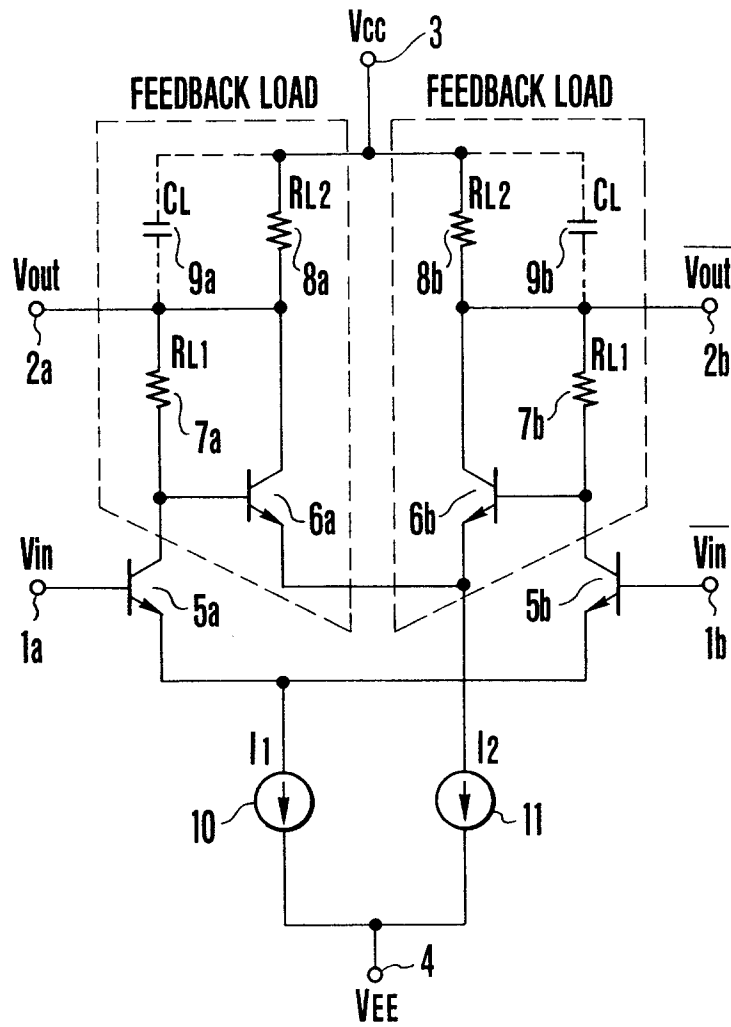 Vcc 3
FEEDBACK LOAD FEEDBACK LOAD
CL RL2 RL2 CL
9a 8a 8b 9b
Vout Vout
2a RL1 RL1 2b
7a 7b
6a 6b
Vin Vin
1a 5a 5b 1b
I1 I2
10 11
4
VEE